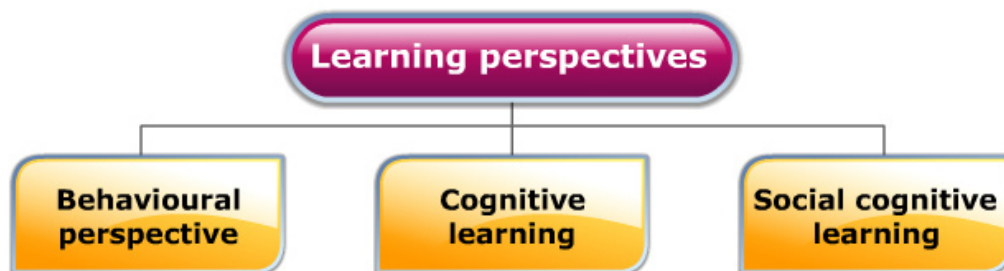 Learning perspectives
Behavioural
perspective
Cognitive
learning
Social cognitive
learning